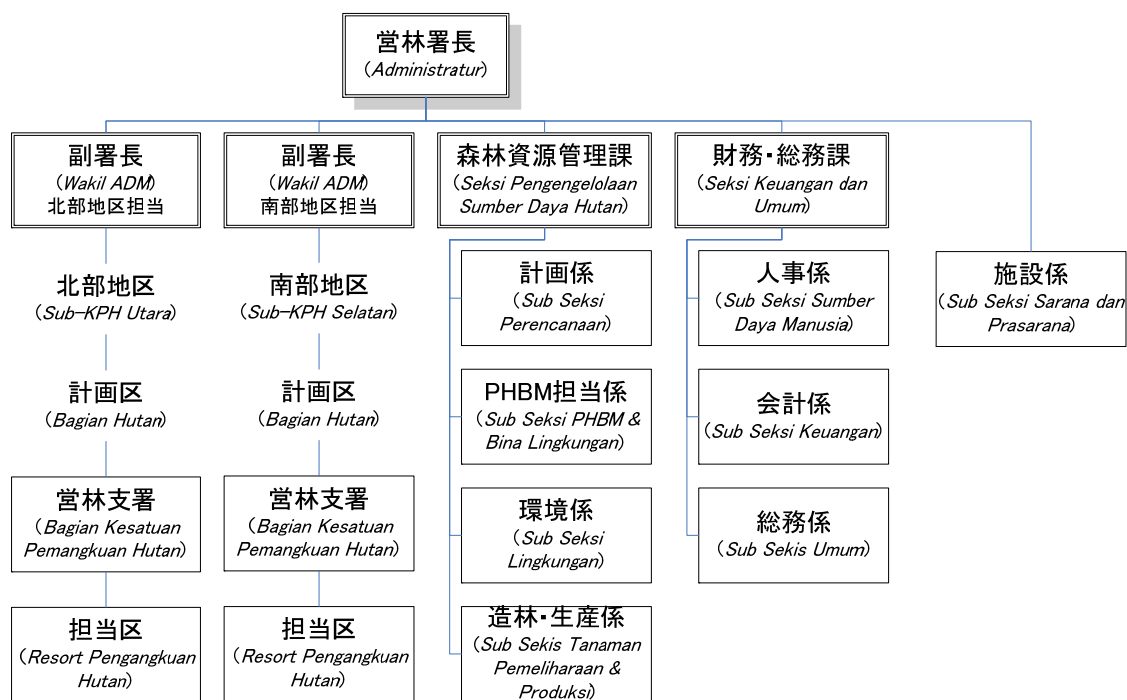 営林署長
(Administratur)
副署長
(Wakil ADM)
北部地区担当
副署長
(Wakil ADM)
南部地区担当
森林資源管理課
(Seksi Pengengelolaan
Sumber Daya Hutan)
財務・総務課
(Seksi Keuangan dan
Umum)
北部地区
(Sub-KPH Utara)
南部地区
(Sub-KPH Selatan)
計画係
(Sub Seksi
Perencanaan)
人事係
(Sub Seksi Sumber
Daya Manusia)
施設係
(Sub Seksi Sarana dan
Prasarana)
計画区
(Bagian Hutan)
計画区
(Bagian Hutan)
PHBM担当係
(Sub Seksi PHBM &
Bina Lingkungan)
会計係
(Sub Seksi Keuangan)
営林支署
(Bagian Kesatuan
Pemangkuan Hutan)
営林支署
(Bagian Kesatuan
Pemangkuan Hutan)
環境係
(Sub Seksi
Lingkungan)
総務係
(Sub Sekis Umum)
担当区
(Resort Pengangkuan
Hutan)
担当区
(Resort Pengangkuan
Hutan)
造林・生産係
(Sub Sekis Tanaman
Pemeliharaan &
Produksi)